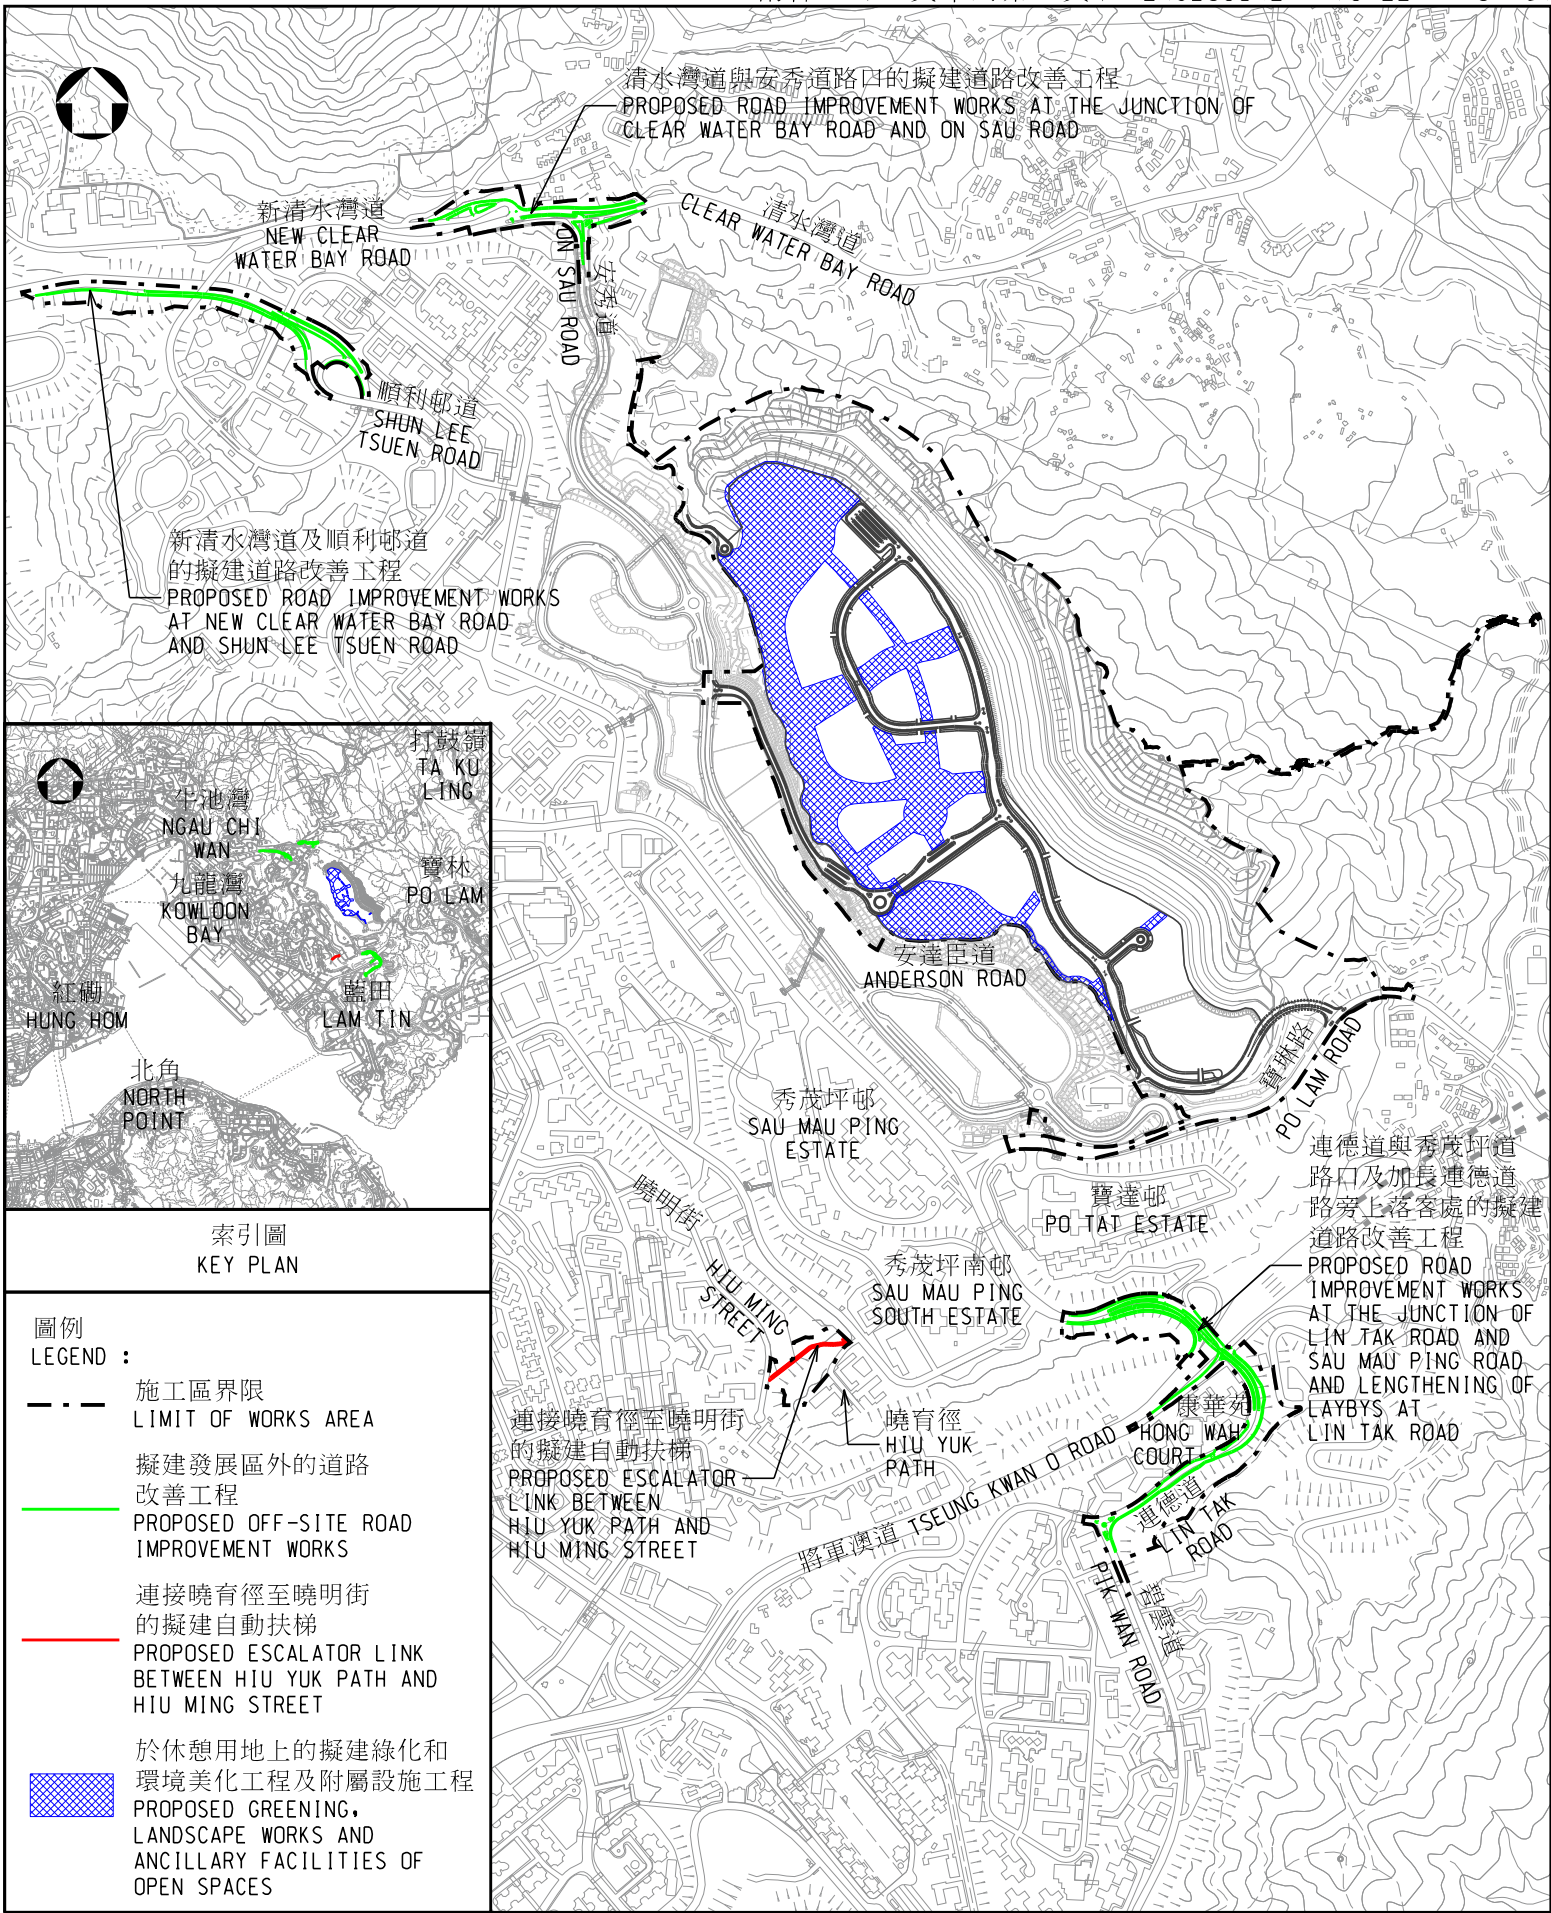 清水灣道與安秀道路口的擬建道路改善工程
PROPOSED ROAD IMPROVEMENT WORKS AT THE JUNCTION OF
CLEAR WATER BAY ROAD AND ON SAU ROAD
新清水灣道
NEW CLEAR
WATER BAY ROAD
清水灣道
CLEAR WATER BAY ROAD
安秀道
ON SAU ROAD
順利邨道
SHUN LEE
TSUEN ROAD
新清水灣道及順利邨道
的擬建道路改善工程
PROPOSED ROAD IMPROVEMENT WORKS
AT NEW CLEAR WATER BAY ROAD
AND SHUN LEE TSUEN ROAD
打鼓嶺
TA KU
LING
牛池灣
NGAU CHI
WAN
寶林
PO LAM
九龍灣
KOWLOON
BAY
紅磡
HUNG HOM
藍田
LAM TIN
北角
NORTH
POINT
索引圖
KEY PLAN
安達臣道
ANDERSON ROAD
寶琳路
PO LAM ROAD
秀茂坪邨
SAU MAU PING
ESTATE
寶達邨
PO TAT ESTATE
曉明街
HIU MING
STREET
秀茂坪南邨
SAU MAU PING
SOUTH ESTATE
連德道與秀茂坪道
路口及加長連德道
路旁上落客處的擬建
道路改善工程
PROPOSED ROAD
IMPROVEMENT WORKS
AT THE JUNCTION OF
LIN TAK ROAD AND
SAU MAU PING ROAD
AND LENGTHENING OF
LAYBYS AT
LIN TAK ROAD
連接曉育徑至曉明街
的擬建自動扶梯
PROPOSED ESCALATOR
LINK BETWEEN
HIU YUK PATH AND
HIU MING STREET
曉育徑
HIU YUK
PATH
康華苑
HONG WAH
COURT
將軍澳道 TSEUNG KWAN O ROAD
連德道
LIN TAK
ROAD
碧雲道
PIK WAN ROAD
圖例
LEGEND :
施工區界限
LIMIT OF WORKS AREA
擬建發展區外的道路
改善工程
PROPOSED OFF-SITE ROAD
IMPROVEMENT WORKS
連接曉育徑至曉明街
的擬建自動扶梯
PROPOSED ESCALATOR LINK
BETWEEN HIU YUK PATH AND
HIU MING STREET
於休憩用地上的擬建綠化和
環境美化工程及附屬設施工程
PROPOSED GREENING,
LANDSCAPE WORKS AND
ANCILLARY FACILITIES OF
OPEN SPACES